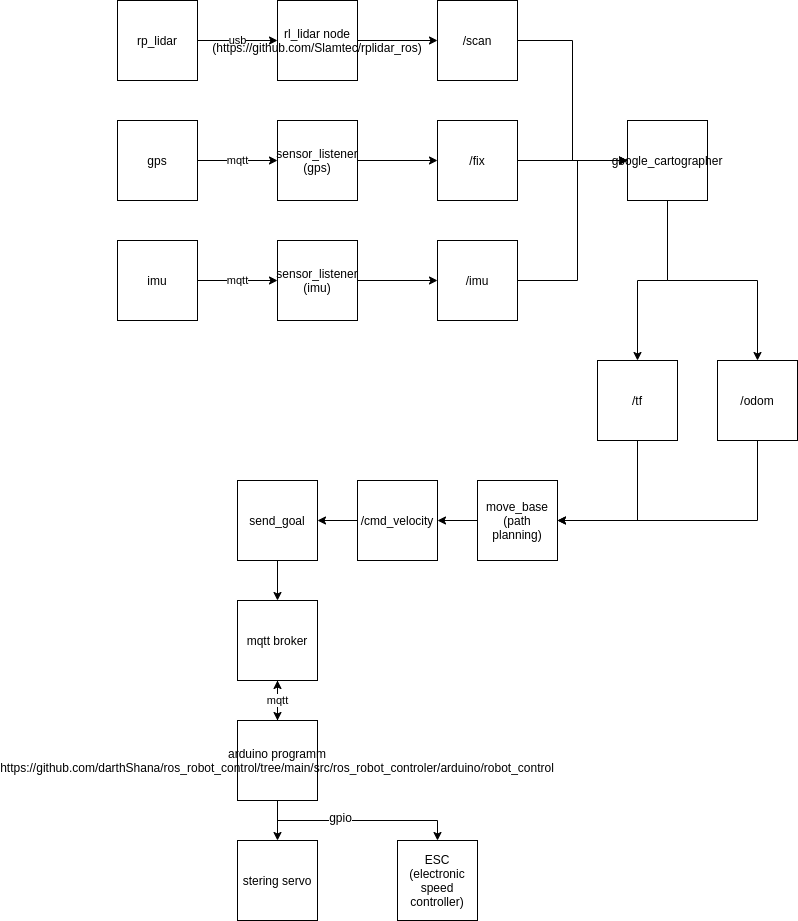 rp_lidar
usb
rl_lidar node
(https://github.com/Slamtec/rplidar_ros)
/scan
gps
mqtt
sensor_listener
(gps)
/fix
google_cartographer
imu
mqtt
sensor_listener
(imu)
/imu
/tf
/odom
send_goal
/cmd_velocity
move_base
(path
planning)
mqtt broker
mqtt
arduino programm
https://github.com/darthShana/ros_robot_control/tree/main/src/ros_robot_controler/arduino/robot_control
gpio
stering servo
ESC
(electronic
speed
controller)